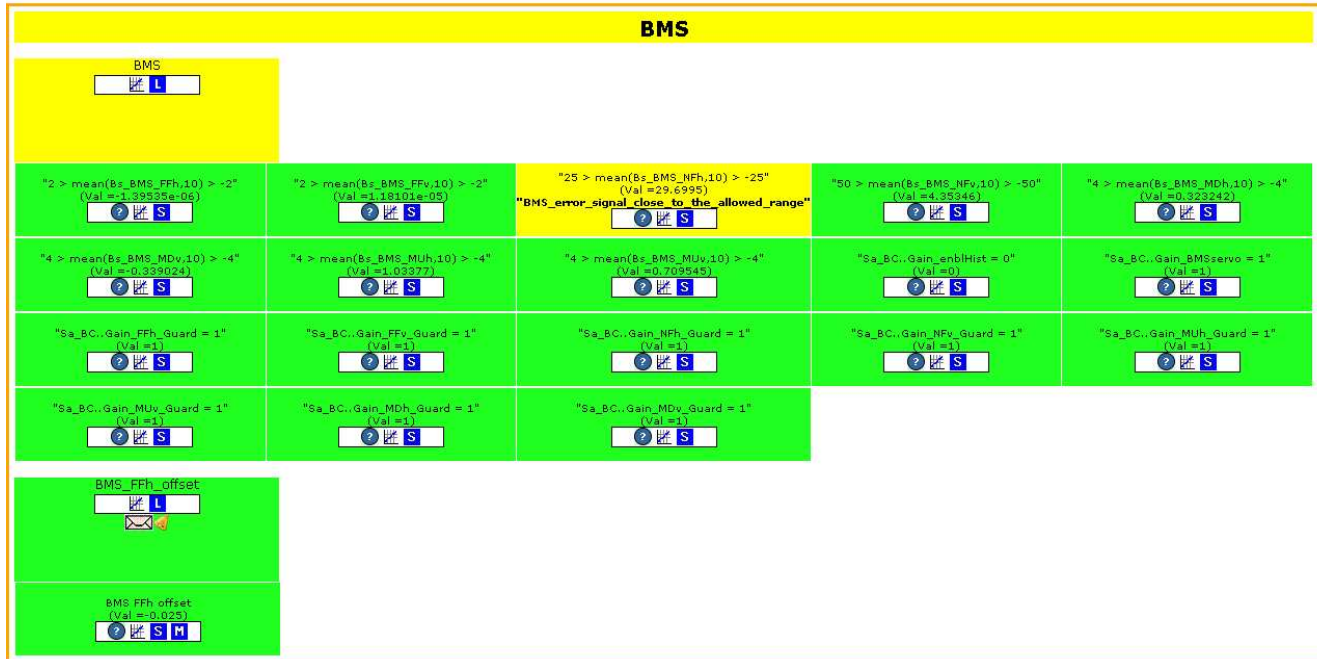 BMS
BMS
L
"2 > mean(Bs_BMS_FFh,10) > -2"
(Val =-1.39535e-06)
? S
"2 > mean(Bs_BMS_FFv,10) > -2"
(Val =1.18101e-05)
? S
"25 > mean(Bs_BMS_NFh,10) > -25"
(Val =29.6995)
"BMS_error_signal_close_to_the_allowed_range"
? S
"50 > mean(Bs_BMS_NFv,10) > -50"
(Val =4.35346)
? S
"4 > mean(Bs_BMS_MDh,10) > -4"
(Val =0.323242)
? S
"4 > mean(Bs_BMS_MDv,10) > -4"
(Val =-0.339024)
? S
"4 > mean(Bs_BMS_MUh,10) > -4"
(Val =1.03377)
? S
"4 > mean(Bs_BMS_MUv,10) > -4"
(Val =0.709545)
? S
"Sa_BC..Gain_enblHist = 0"
(Val =0)
? S
"Sa_BC..Gain_BMSservo = 1"
(Val =1)
? S
"Sa_BC..Gain_FFh_Guard = 1"
(Val =1)
? S
"Sa_BC..Gain_FFv_Guard = 1"
(Val =1)
? S
"Sa_BC..Gain_NFh_Guard = 1"
(Val =1)
? S
"Sa_BC..Gain_NFv_Guard = 1"
(Val =1)
? S
"Sa_BC..Gain_MUh_Guard = 1"
(Val =1)
? S
"Sa_BC..Gain_MUv_Guard = 1"
(Val =1)
? S
"Sa_BC..Gain_MDh_Guard = 1"
(Val =1)
? S
"Sa_BC..Gain_MDv_Guard = 1"
(Val =1)
? S
BMS_FFh_offset
L
BMS FFh offset
(Val =-0.025)
? S M